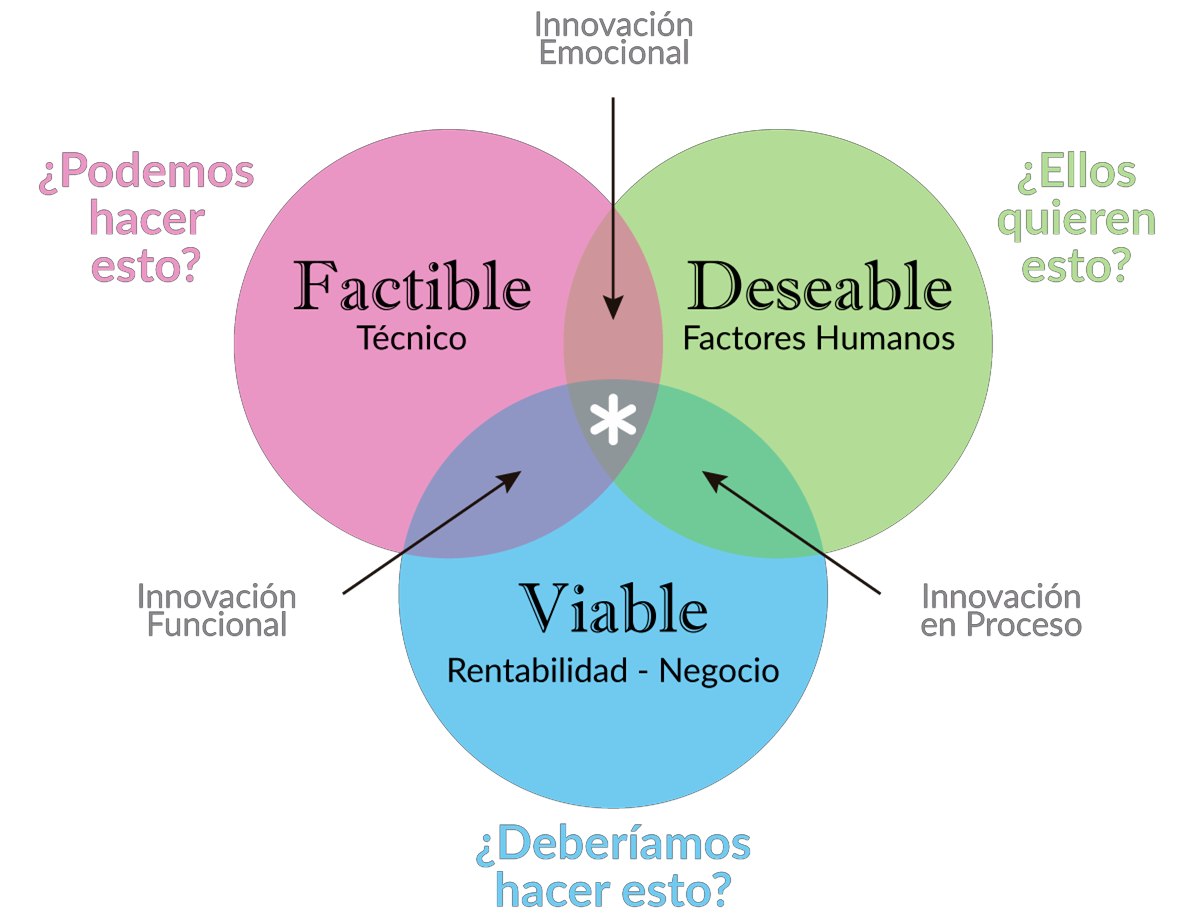 Innovación
Emocional
¿Podemos
hacer
esto?
¿Ellos
quieren
esto?
Factible
Técnico
Deseable
Factores Humanos
*
Innovación
Funcional
Viable
Rentabilidad - Negocio
Innovación
en Proceso
¿Deberíamos
hacer esto?